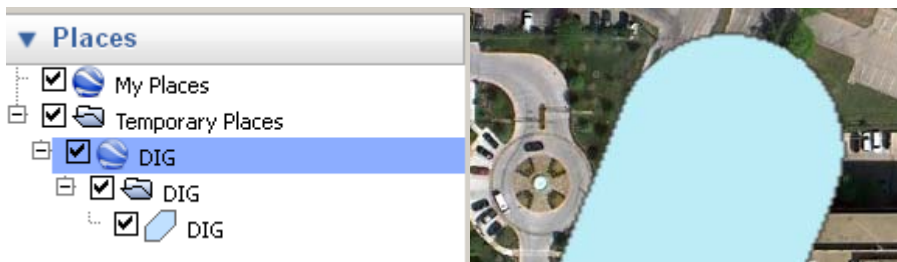 Places
My Places
Temporary Places
DIG
DIG
DIG